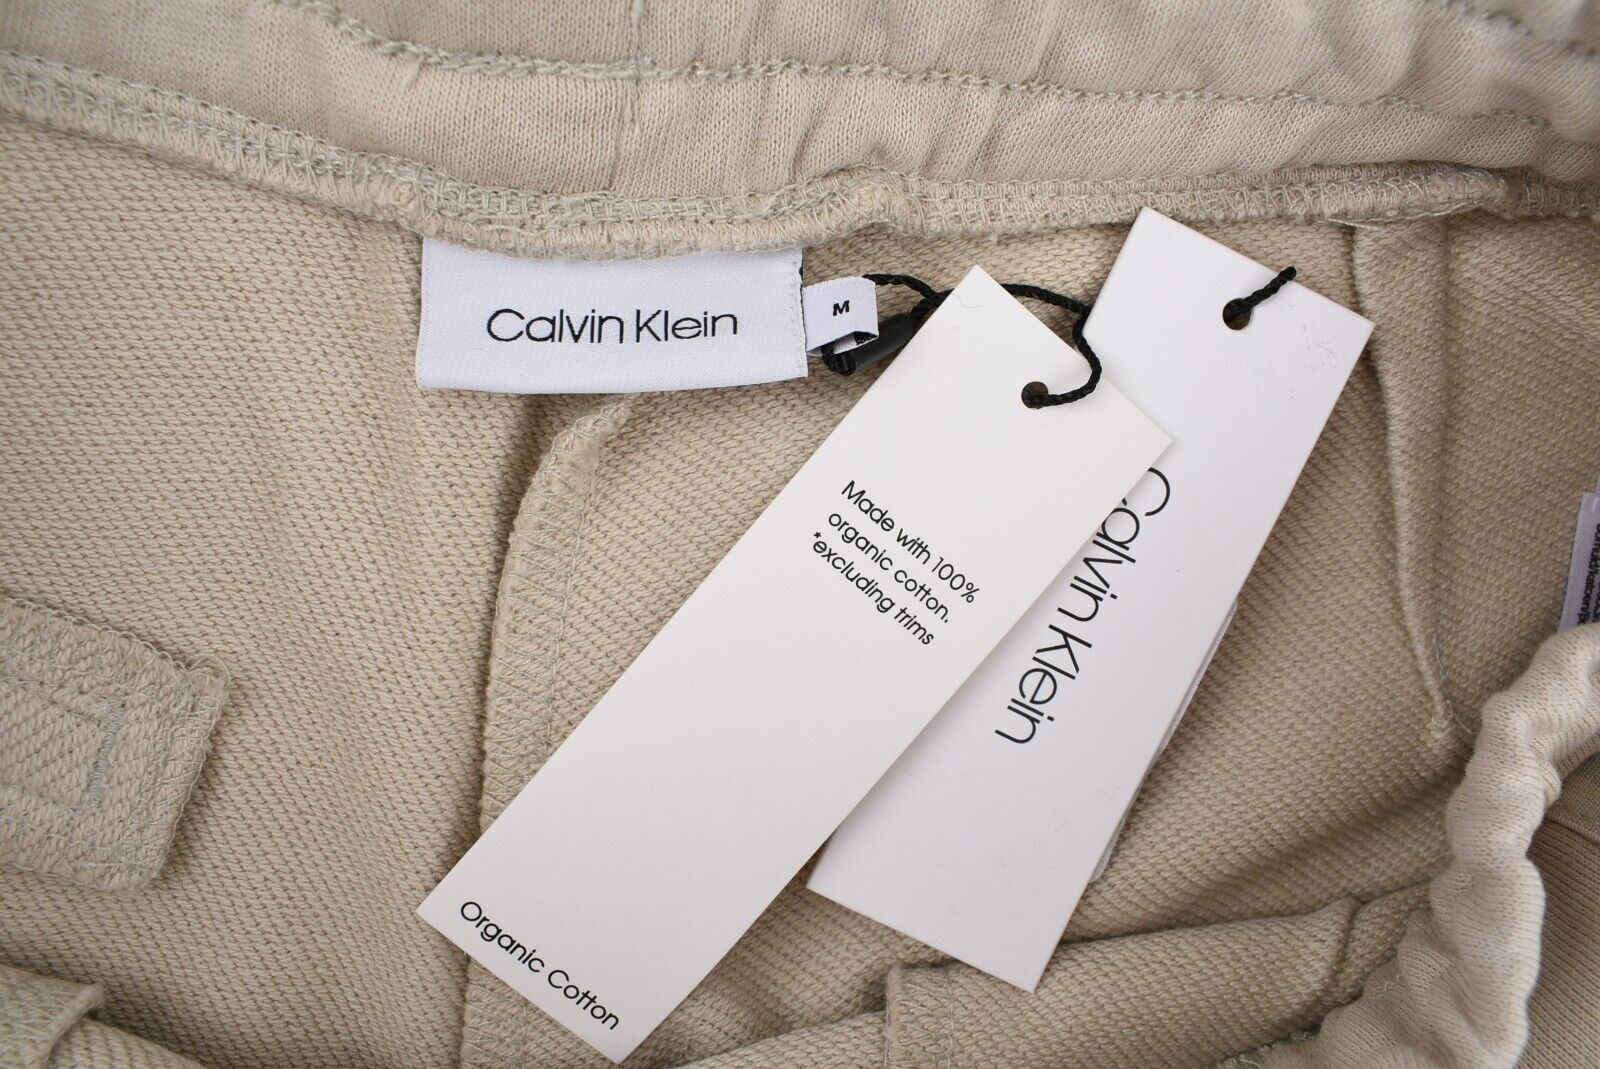 Calvin Klein
M
Made with 100%
organic cotton.
*excluding trims
Organic Cotton
Calvin Klein